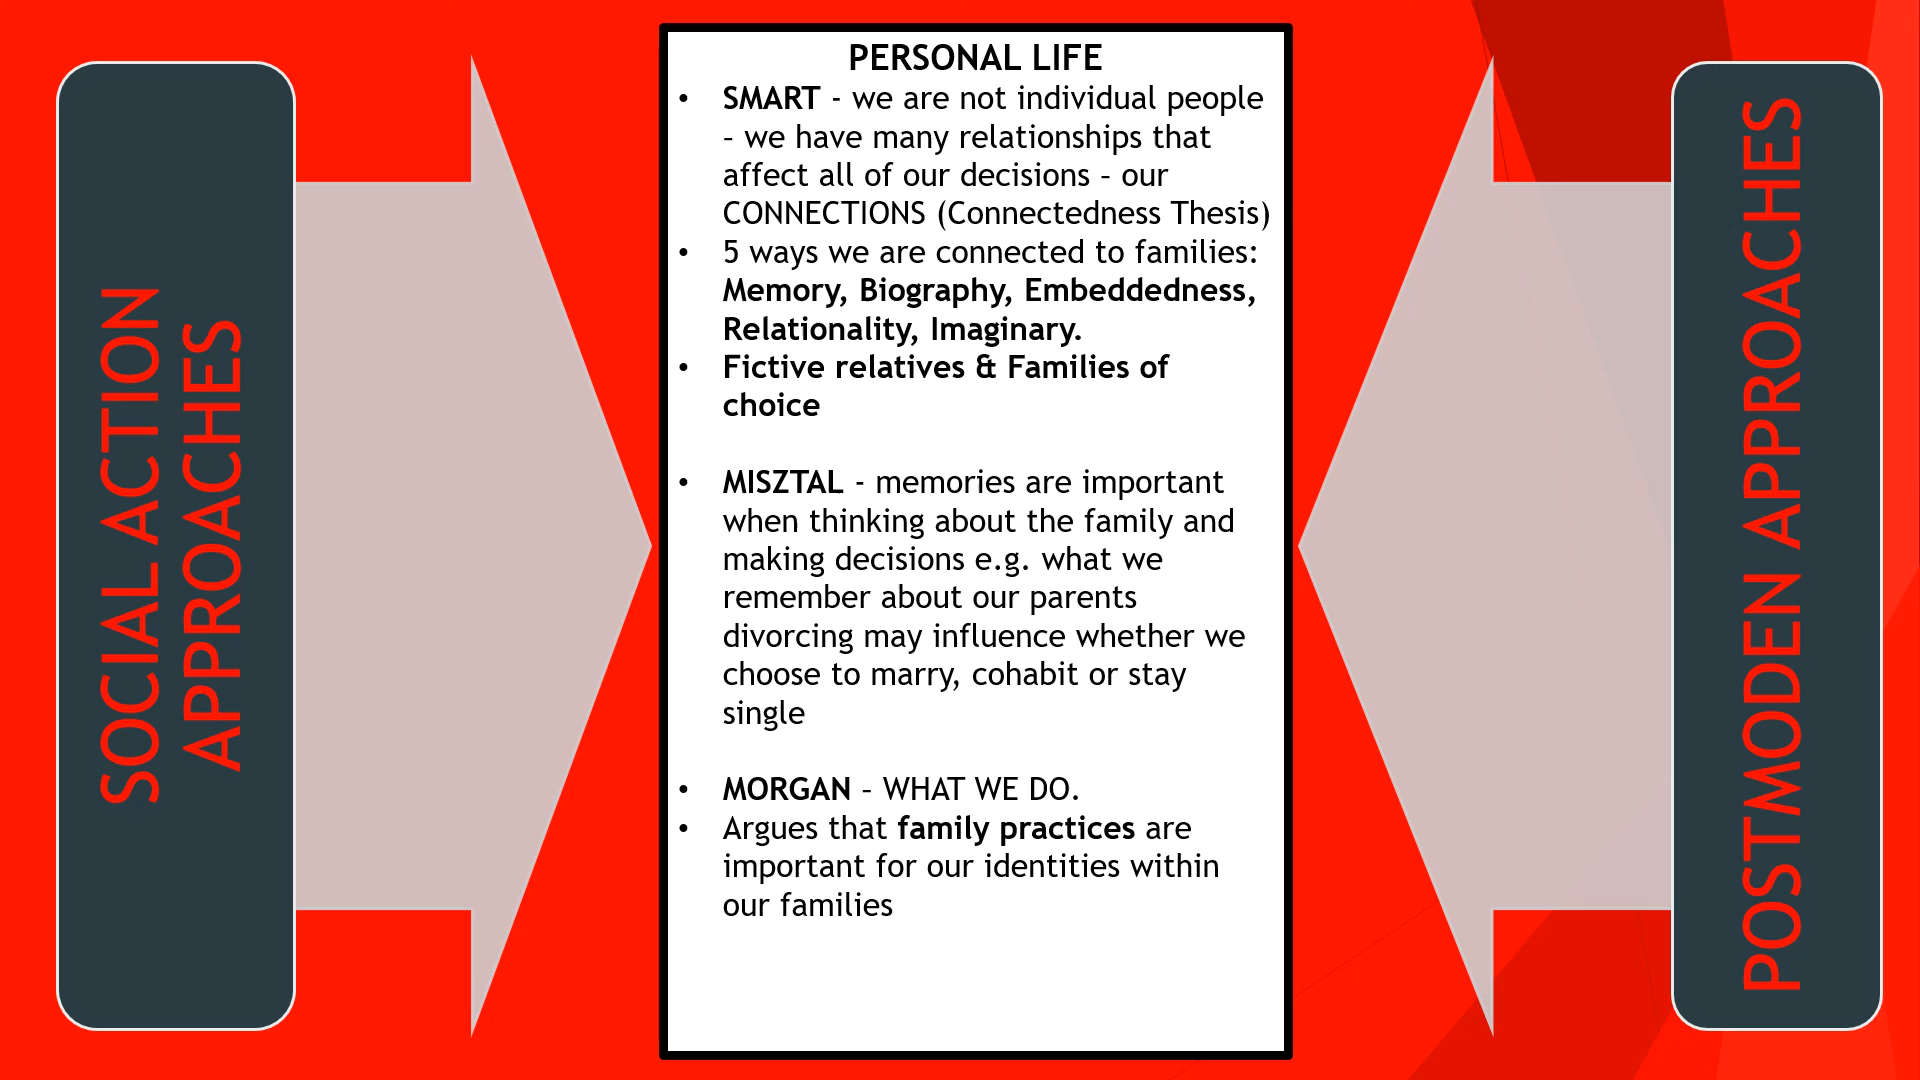 SOCIAL ACTION
APPROACHES
PERSONAL LIFE
• SMART - we are not individual people
– we have many relationships that
affect all of our decisions – our
CONNECTIONS (Connectedness Thesis)
• 5 ways we are connected to families:
Memory, Biography, Embeddedness,
Relationality, Imaginary.
• Fictive relatives & Families of
choice
• MISZTAL - memories are important
when thinking about the family and
making decisions e.g. what we
remember about our parents
divorcing may influence whether we
choose to marry, cohabit or stay
single
• MORGAN – WHAT WE DO.
• Argues that family practices are
important for our identities within
our families
POSTMODEN APPROACHES